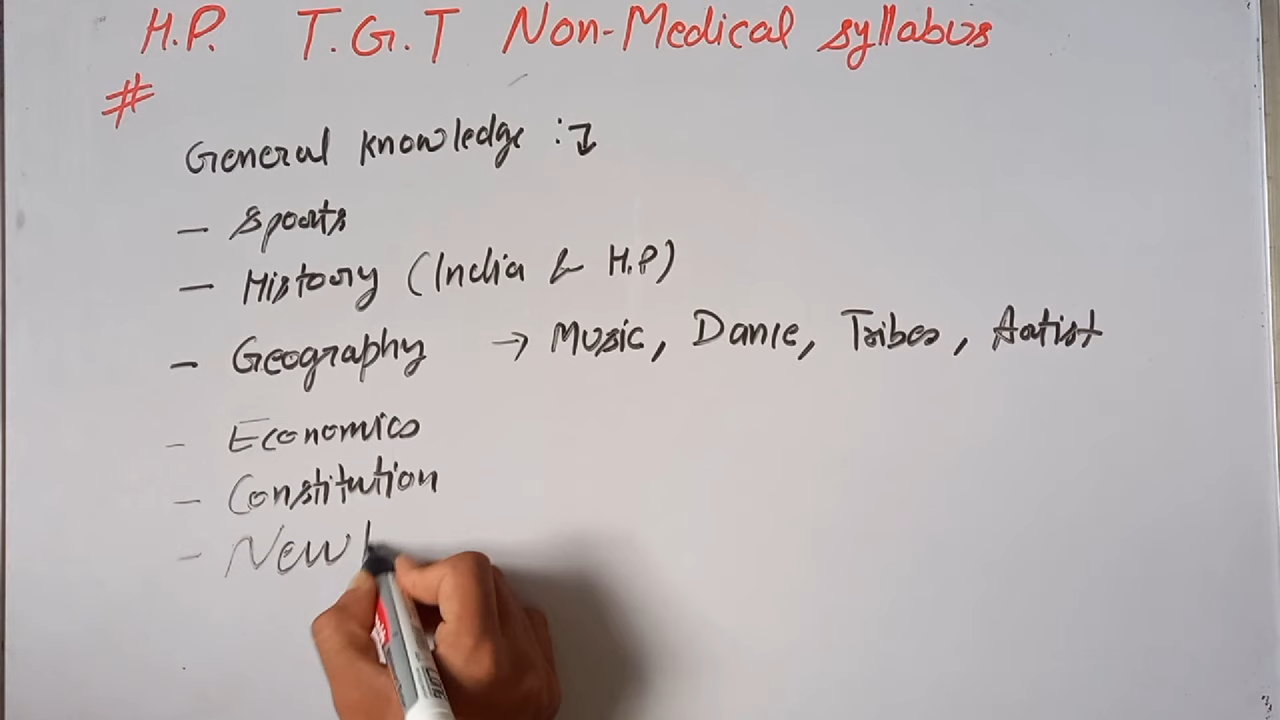 H.P. T.G.T Non-Medical syllabus
#
General knowledge :↴
- Sports
- History (India & H.P)
- Geography → Music, Dance, Tribes, Artist
- Economics
- Constitution
- New